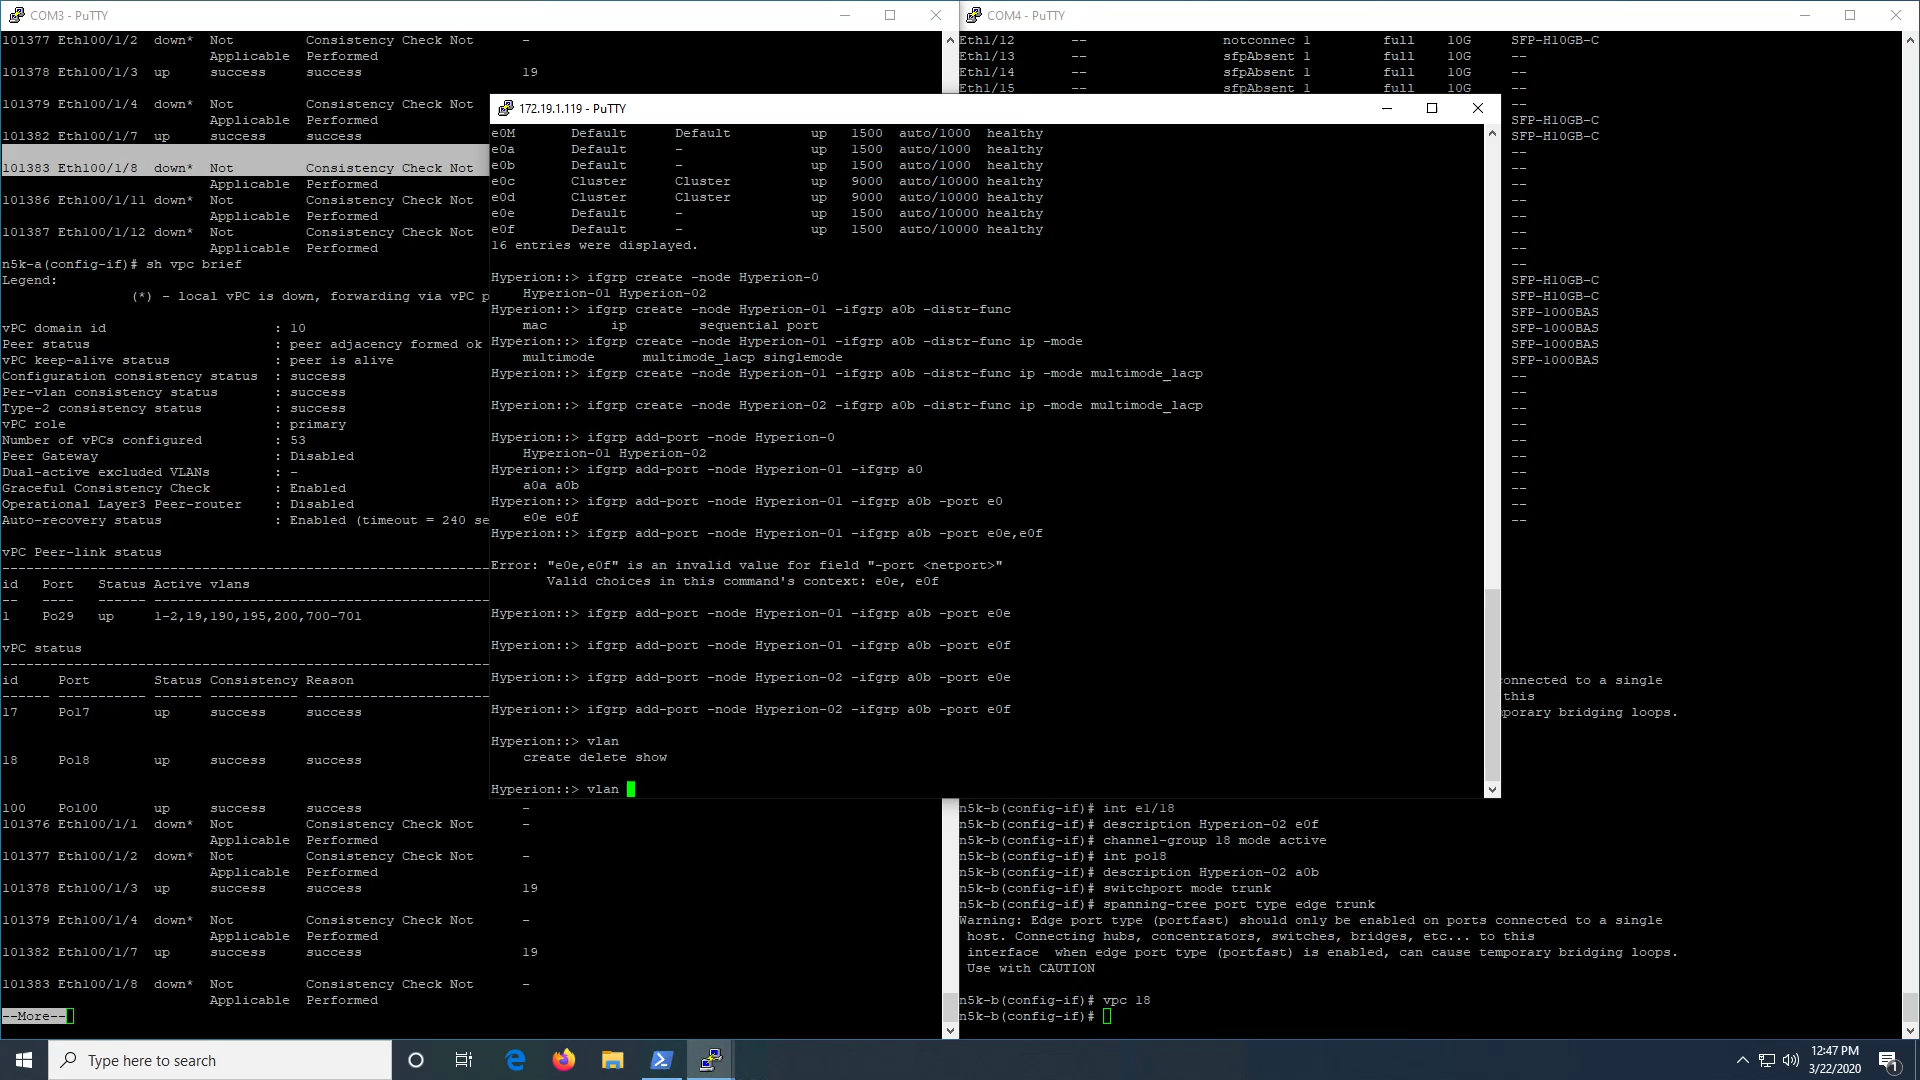 COM3 - PuTTY
101377 Eth100/1/2  down*  Not         Consistency Check Not      -
                          Applicable  Performed
101378 Eth100/1/3  up     success     success                    19
101379 Eth100/1/4  down*  Not         Consistency Check Not
                          Applicable  Performed
101382 Eth100/1/7  up     success     success
101383 Eth100/1/8  down*  Not         Consistency Check Not
                          Applicable  Performed
101386 Eth100/1/11 down*  Not         Consistency Check Not
                          Applicable  Performed
101387 Eth100/1/12 down*  Not         Consistency Check Not
                          Applicable  Performed
n5k-a(config-if)# sh vpc brief
Legend:
                (*) - local vPC is down, forwarding via vPC p
vPC domain id                     : 10
Peer status                       : peer adjacency formed ok
vPC keep-alive status             : peer is alive
Configuration consistency status  : success
Per-vlan consistency status       : success
Type-2 consistency status         : success
vPC role                          : primary
Number of vPCs configured         : 53
Peer Gateway                      : Disabled
Dual-active excluded VLANs        : -
Graceful Consistency Check        : Enabled
Operational Layer3 Peer-router    : Disabled
Auto-recovery status              : Enabled (timeout = 240 se
vPC Peer-link status
---------------------------------------------------------------------
id   Port   Status Active vlans
--   ----   ------ --------------------------------------------------
1    Po29   up     1-2,19,190,195,200,700-701
vPC status
---------------------------------------------------------------------
id     Port        Status Consistency Reason
------ ----------- ------ ----------- --------------------------
17     Po17        up     success     success
18     Po18        up     success     success
100    Po100       up     success     success                    -
101376 Eth100/1/1  down*  Not         Consistency Check Not      -
                          Applicable  Performed
101377 Eth100/1/2  down*  Not         Consistency Check Not      -
                          Applicable  Performed
101378 Eth100/1/3  up     success     success                    19
101379 Eth100/1/4  down*  Not         Consistency Check Not      -
                          Applicable  Performed
101382 Eth100/1/7  up     success     success                    19
101383 Eth100/1/8  down*  Not         Consistency Check Not      -
                          Applicable  Performed
--More--
172.19.1.119 - PuTTY
e0M       Default      Default          up   1500  auto/1000  healthy
e0a       Default      -                up   1500  auto/1000  healthy
e0b       Default      -                up   1500  auto/1000  healthy
e0c       Cluster      Cluster          up   9000  auto/10000 healthy
e0d       Cluster      Cluster          up   9000  auto/10000 healthy
e0e       Default      -                up   1500  auto/10000 healthy
e0f       Default      -                up   1500  auto/10000 healthy
16 entries were displayed.
Hyperion::> ifgrp create -node Hyperion-0
    Hyperion-01 Hyperion-02
Hyperion::> ifgrp create -node Hyperion-01 -ifgrp a0b -distr-func
    mac        ip         sequential port
Hyperion::> ifgrp create -node Hyperion-01 -ifgrp a0b -distr-func ip -mode
    multimode      multimode_lacp singlemode
Hyperion::> ifgrp create -node Hyperion-01 -ifgrp a0b -distr-func ip -mode multimode_lacp
Hyperion::> ifgrp create -node Hyperion-02 -ifgrp a0b -distr-func ip -mode multimode_lacp
Hyperion::> ifgrp add-port -node Hyperion-0
    Hyperion-01 Hyperion-02
Hyperion::> ifgrp add-port -node Hyperion-01 -ifgrp a0
    a0a a0b
Hyperion::> ifgrp add-port -node Hyperion-01 -ifgrp a0b -port e0
    e0e e0f
Hyperion::> ifgrp add-port -node Hyperion-01 -ifgrp a0b -port e0e,e0f
Error: "e0e,e0f" is an invalid value for field "-port <netport>"
       Valid choices in this command's context: e0e, e0f
Hyperion::> ifgrp add-port -node Hyperion-01 -ifgrp a0b -port e0e
Hyperion::> ifgrp add-port -node Hyperion-01 -ifgrp a0b -port e0f
Hyperion::> ifgrp add-port -node Hyperion-02 -ifgrp a0b -port e0e
Hyperion::> ifgrp add-port -node Hyperion-02 -ifgrp a0b -port e0f
Hyperion::> vlan
    create delete show
Hyperion::> vlan
COM4 - PuTTY
Eth1/12       --                 notconnec 1         full    10G     SFP-H10GB-C
Eth1/13       --                 sfpAbsent 1         full    10G     --
Eth1/14       --                 sfpAbsent 1         full    10G     --
Eth1/15       --                 sfpAbsent 1         full    10G     --
--
SFP-H10GB-C
SFP-H10GB-C
--
--
--
--
--
--
--
--
SFP-H10GB-C
SFP-H10GB-C
SFP-1000BAS
SFP-1000BAS
SFP-1000BAS
SFP-1000BAS
--
--
--
--
--
--
--
--
--
--
onnected to a single
this
porary bridging loops.
n5k-b(config-if)# int e1/18
n5k-b(config-if)# description Hyperion-02 e0f
n5k-b(config-if)# channel-group 18 mode active
n5k-b(config-if)# int po18
n5k-b(config-if)# description Hyperion-02 a0b
n5k-b(config-if)# switchport mode trunk
n5k-b(config-if)# spanning-tree port type edge trunk
Warning: Edge port type (portfast) should only be enabled on ports connected to a single
 host. Connecting hubs, concentrators, switches, bridges, etc... to this
 interface  when edge port type (portfast) is enabled, can cause temporary bridging loops.
 Use with CAUTION
n5k-b(config-if)# vpc 18
n5k-b(config-if)#
Type here to search
12:47 PM
3/22/2020
1